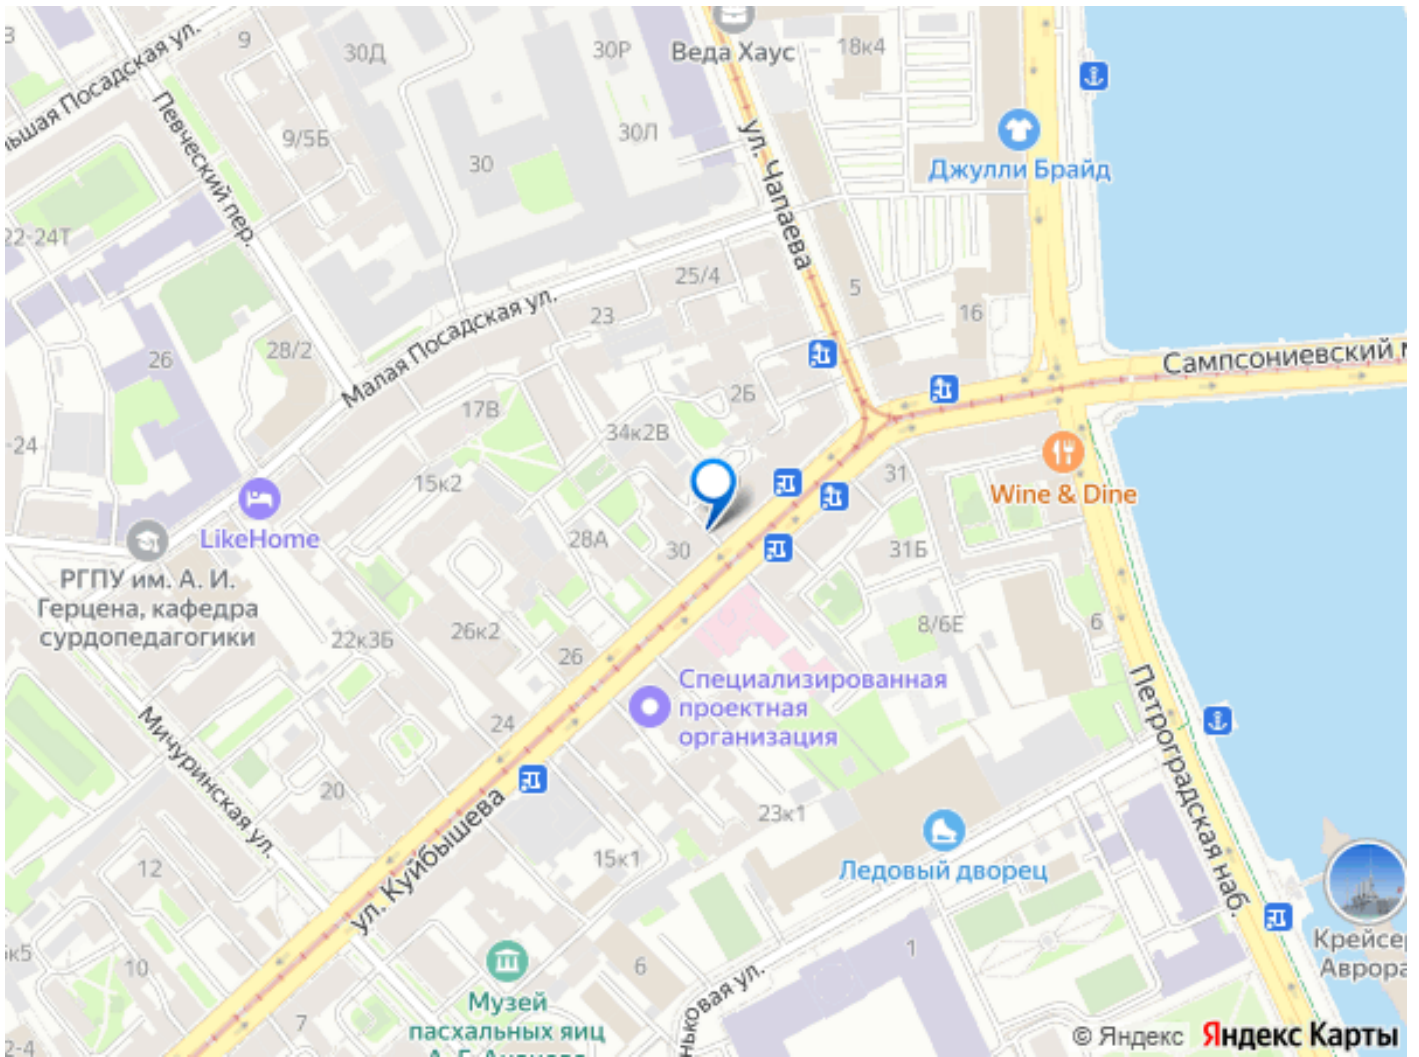 3
9
30Д
30Р
Веда Хаус
18к4
Посадская ул.
Певческий пер.
9/5Б
30
30Л
ул. Чапаева
Джулли Брайд
22-24Т
26
28/2
25/4
23
5
16
Малая Посадская ул.
Сампсониевский
-24
17В
34к2В
2Б
15к2
LikeHome
31
Wine & Dine
РГПУ им. А. И.
Герцена, кафедра
сурдопедагогики
28А
30
31Б
22к3Б
26к2
26
8/6Е
6
Специализированная
проектная
организация
Петроградская наб.
24
Мичуринская ул.
20
ул. Куйбышева
23к1
15к1
12
Ледовый дворец
к5
10
Музей
пасхальных яиц
6
1
7
2-4
Крейсер
Аврора
© Яндекс
Яндекс Карты